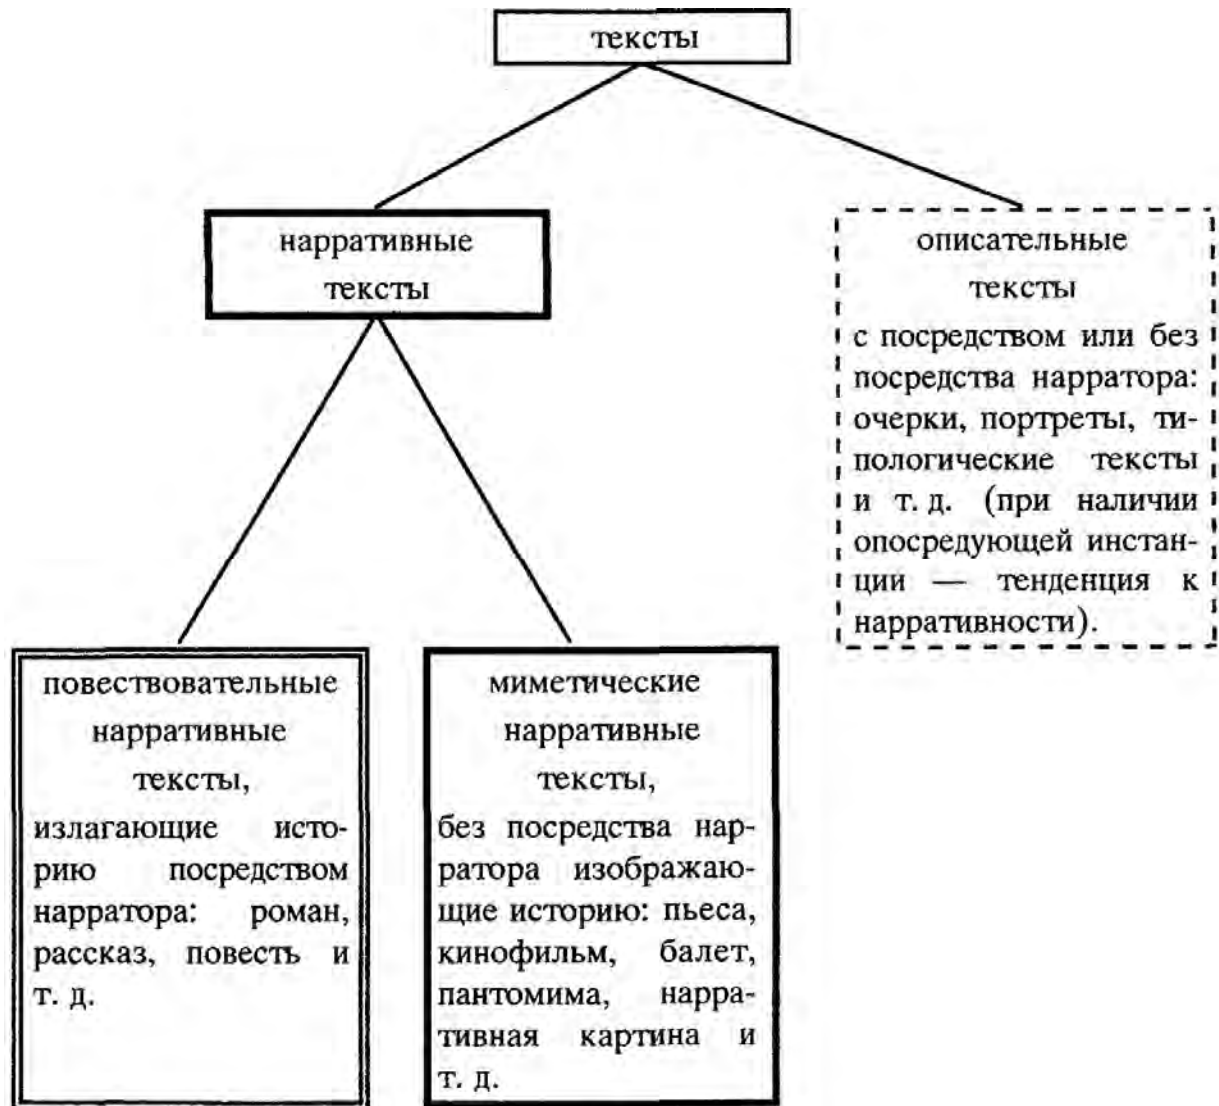 тексты
нарративные
тексты
описательные
тексты
с посредством или без
посредства нарратора:
очерки, портреты, ти-
пологические тексты
и т. д. (при наличии
опосредующей инстан-
ции — тенденция к
нарративности).
повествовательные
нарративные
тексты,
излагающие исто-
рию посредством
нарратора: роман,
рассказ, повесть и
т. д.
миметические
нарративные
тексты,
без посредства нар-
ратора изображаю-
щие историю: пьеса,
кинофильм, балет,
пантомима, нарра-
тивная картина и
т. д.